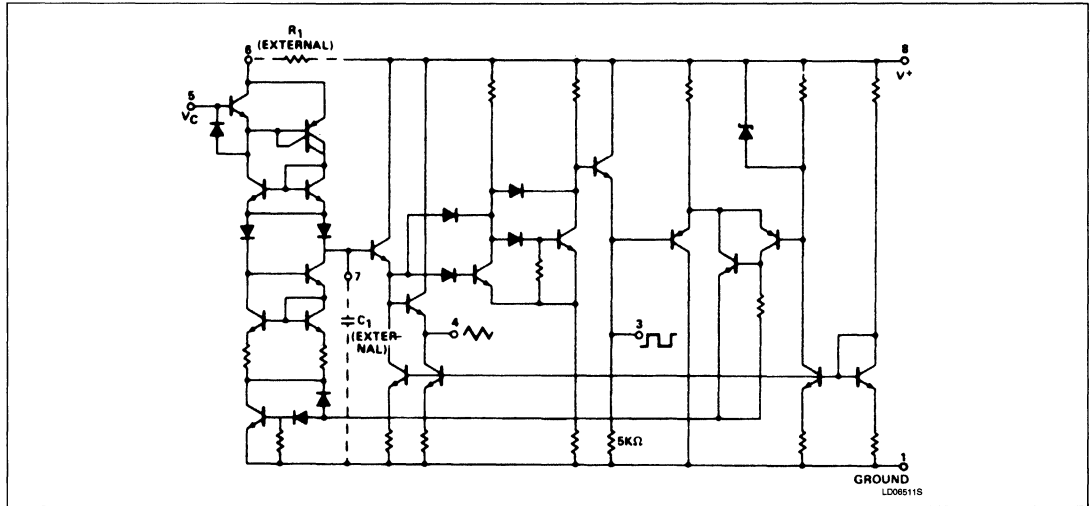 R1
(EXTERNAL)
6
8
V+
5
VC
7
C1
(EXTER-
NAL)
4
3
5KΩ
1
GROUND
LD06511S